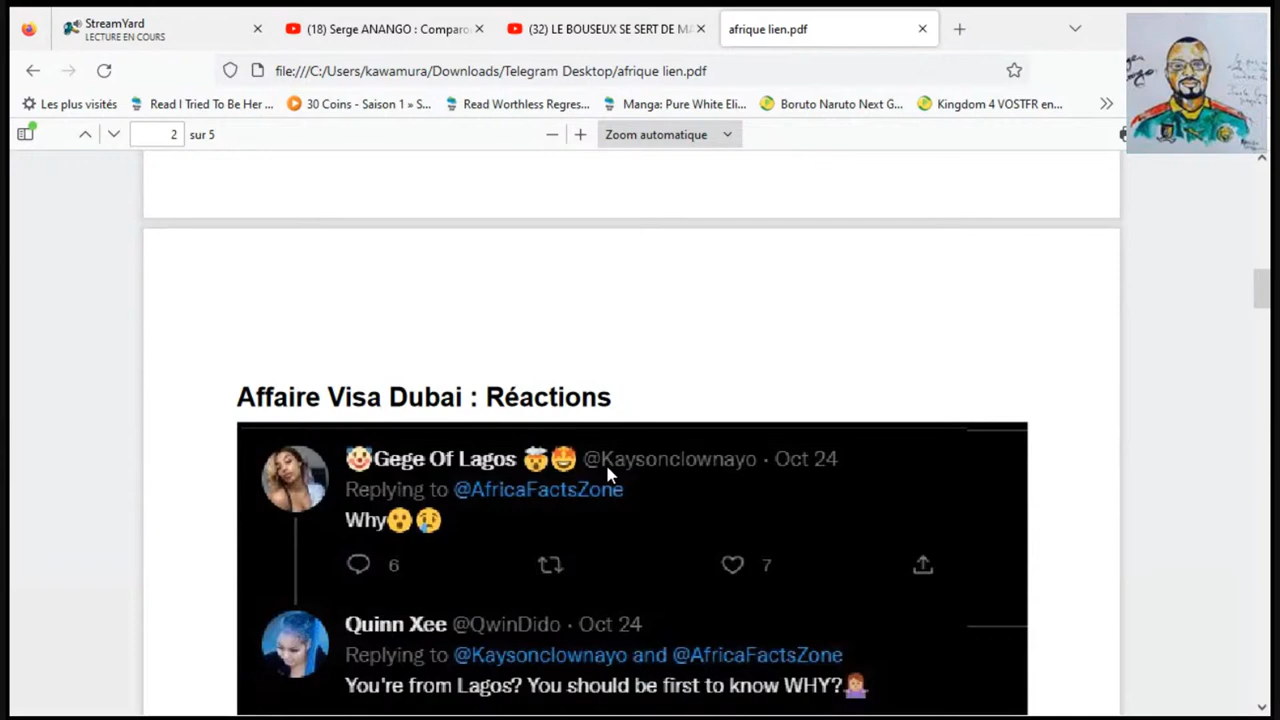 StreamYard
LECTURE EN COURS
(18) Serge ANANGO : Comparo
(32) LE BOUSEUX SE SERT DE MA
afrique lien.pdf
file:///C:/Users/kawamura/Downloads/Telegram Desktop/afrique lien.pdf
Les plus visités
Read I Tried To Be Her ...
30 Coins - Saison 1 » S...
Read Worthless Regres...
Manga: Pure White Eli...
Boruto Naruto Next G...
Kingdom 4 VOSTFR en...
2 sur 5
Zoom automatique
Affaire Visa Dubai : Réactions
🤡Gege Of Lagos 🤯🤩 @Kaysonclownayo · Oct 24
Replying to @AfricaFactsZone
Why😮😢
6 7
Quinn Xee @QwinDido · Oct 24
Replying to @Kaysonclownayo and @AfricaFactsZone
You're from Lagos? You should be first to know WHY?🤷🏽‍♀️